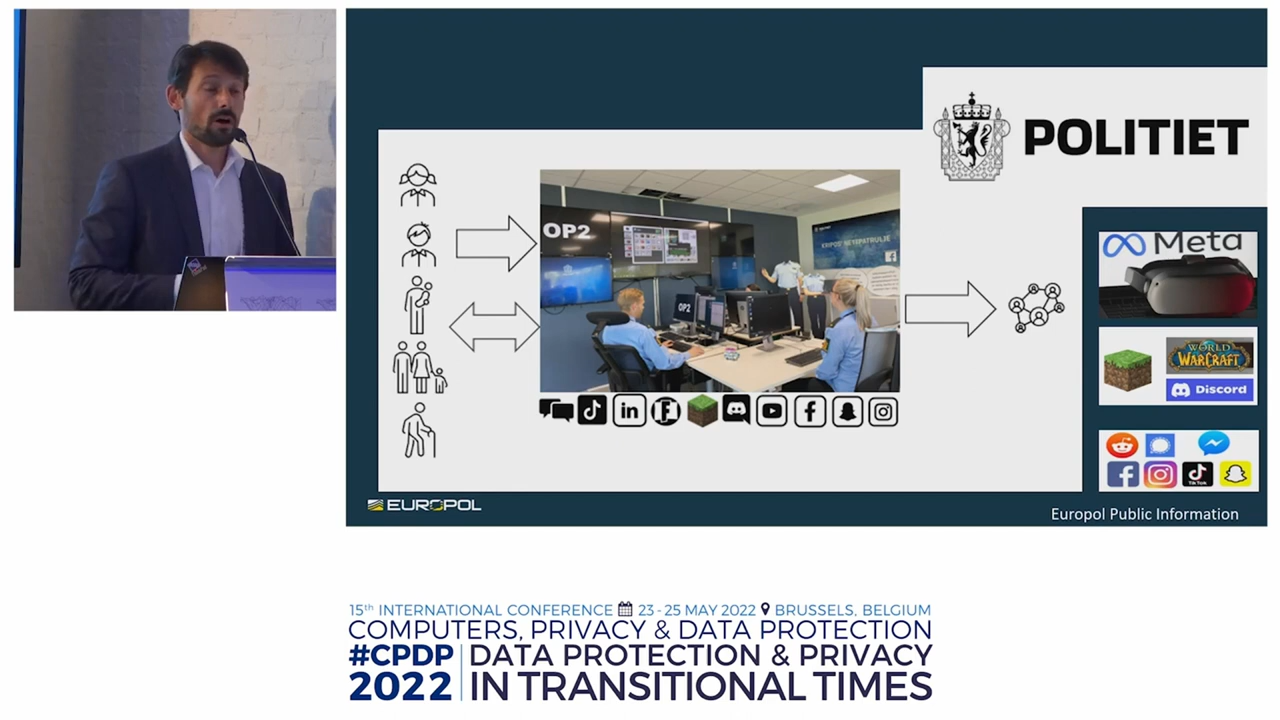 POLITIET
OP2
KRIPOS' NETTPATRULJE
OP2
Meta
WORLD
WARCRAFT
Discord
TikTok
EUROPOL
Europol Public Information
15th INTERNATIONAL CONFERENCE 23 - 25 MAY 2022 BRUSSELS, BELGIUM
COMPUTERS, PRIVACY & DATA PROTECTION
#CPDP DATA PROTECTION & PRIVACY
2022 IN TRANSITIONAL TIMES